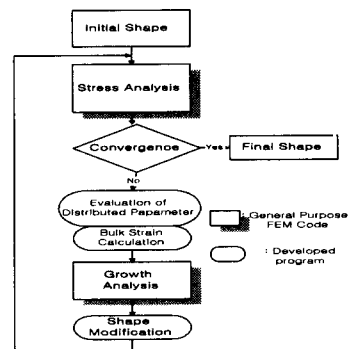 Initial Shape
Stress Analysis
Convergence
Yes
Final Shape
No
Evaluation of
Distributed Papameter
Bulk Strain
Calculation
: General Purpose
FEM Code
Growth
Analysis
: Developed
program
Shape
Modification